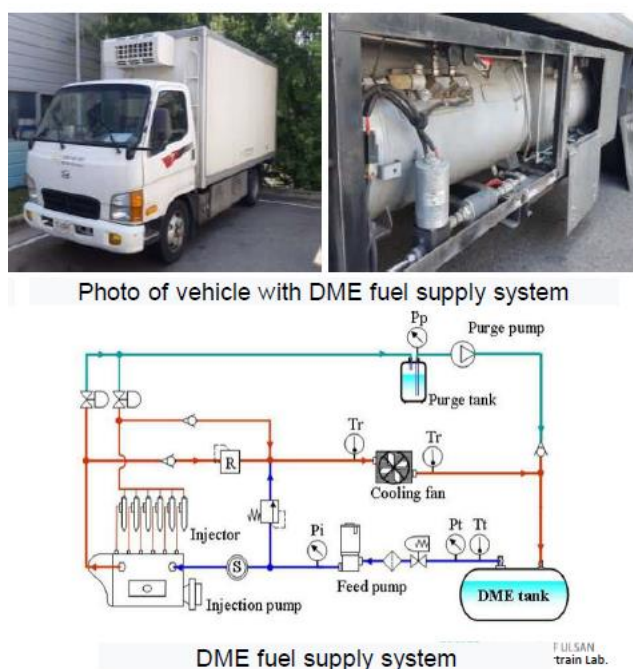 Photo of vehicle with DME fuel supply system
Pp
Purge pump
Purge tank
Tr
Tr
R
Cooling fan
Injector
Pi
Pt
Tt
S
Feed pump
Injection pump
DME tank
DME fuel supply system
train Lab.